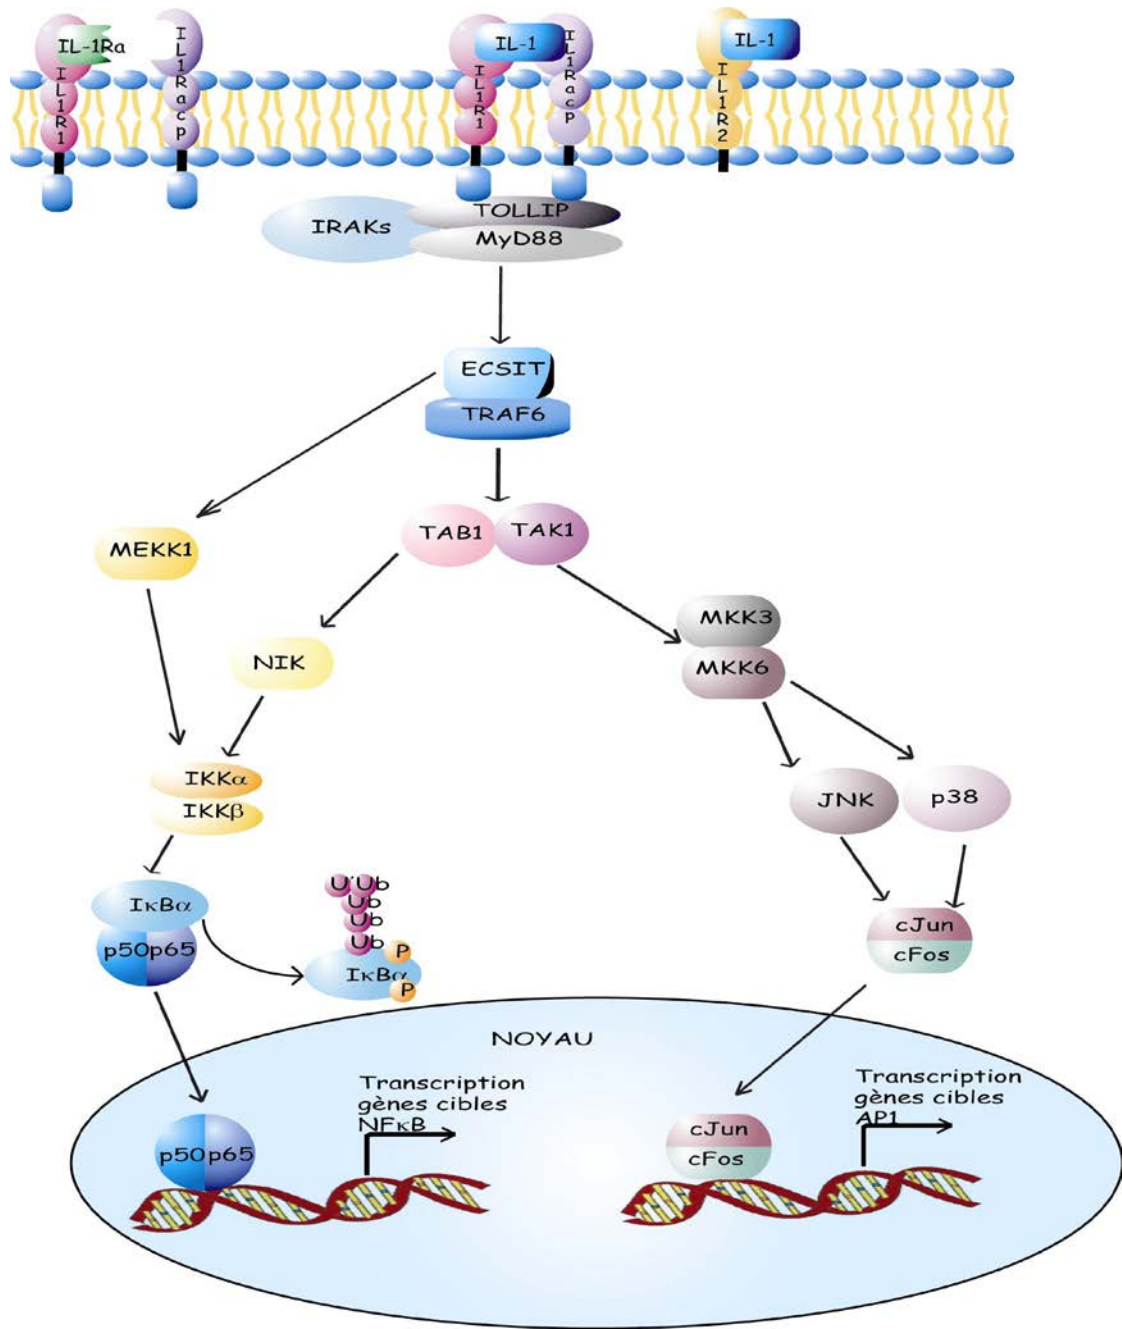 IL-1Ra
IL1R1
IL1Racp
IL-1
IL1R1
IL1Racp
IL-1
IL1R2
IRAKs
TOLLIP
MyD88
ECSIT
TRAF6
TAB1
TAK1
MEKK1
MKK3
MKK6
NIK
IKKα
IKKβ
JNK
p38
IκBα
p50p65
U Ub
Ub
Ub
Ub
P
IκBα
P
cJun
cFos
NOYAU
Transcription
gènes cibles
NFκB
Transcription
gènes cibles
AP1
p50p65
cJun
cFos